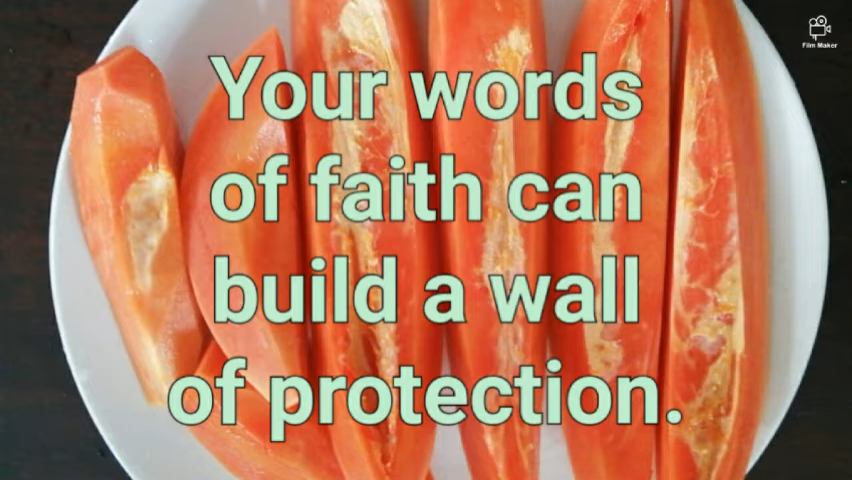 Your words
of faith can
build a wall
of protection.
Film Maker